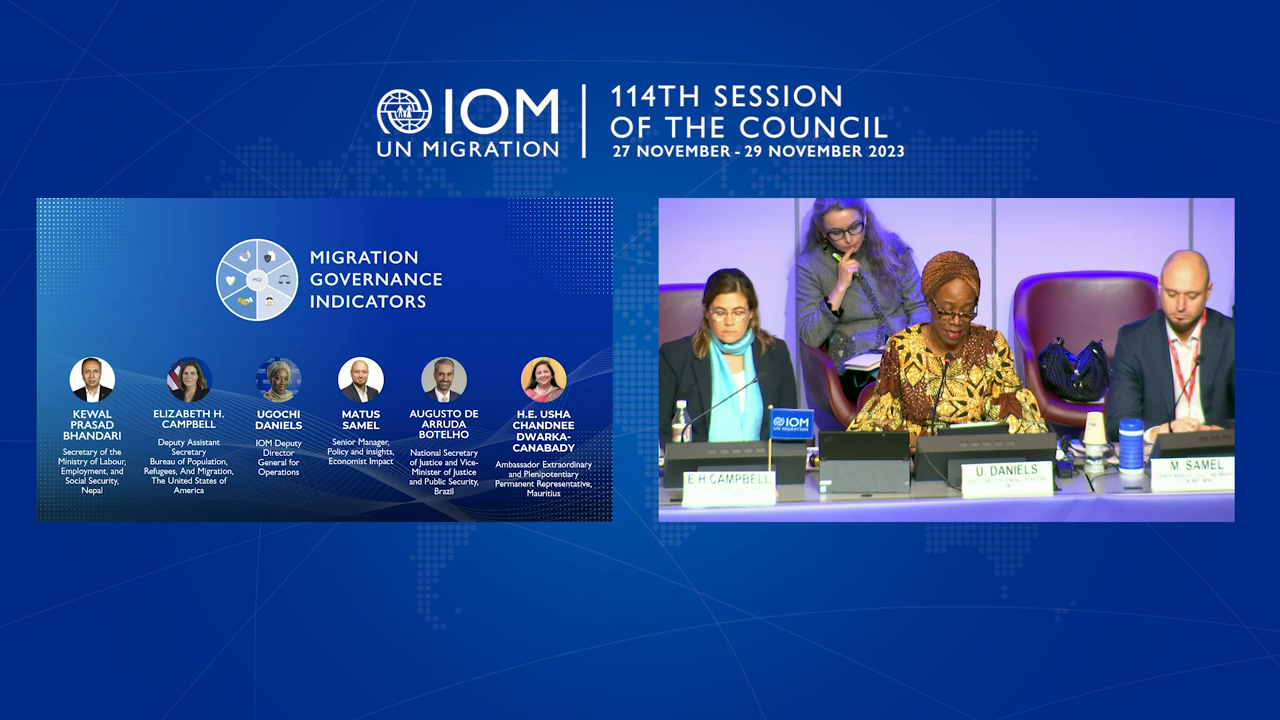 IOM
UN MIGRATION
114TH SESSION
OF THE COUNCIL
27 NOVEMBER - 29 NOVEMBER 2023
MGI
MIGRATION
GOVERNANCE
INDICATORS
KEWAL
PRASAD
BHANDARI
Secretary of the
Ministry of Labour,
Employment, and
Social Security,
Nepal
ELIZABETH H.
CAMPBELL
Deputy Assistant
Secretary
Bureau of Population,
Refugees, And Migration,
The United States of
America
UGOCHI
DANIELS
IOM Deputy
Director
General for
Operations
MATUS
SAMEL
Senior Manager,
Policy and insights,
Economist Impact
AUGUSTO DE
ARRUDA
BOTELHO
National Secretary
of Justice and Vice-
Minister of Justice
and Public Security,
Brazil
H.E. USHA
CHANDNEE
DWARKA-
CANABADY
Ambassador Extraordinary
and Plenipotentiary
Permanent Representative,
Mauritius
IOM
UN MIGRATION
E.H.CAMPBELL
U. DANIELS
M. SAMEL